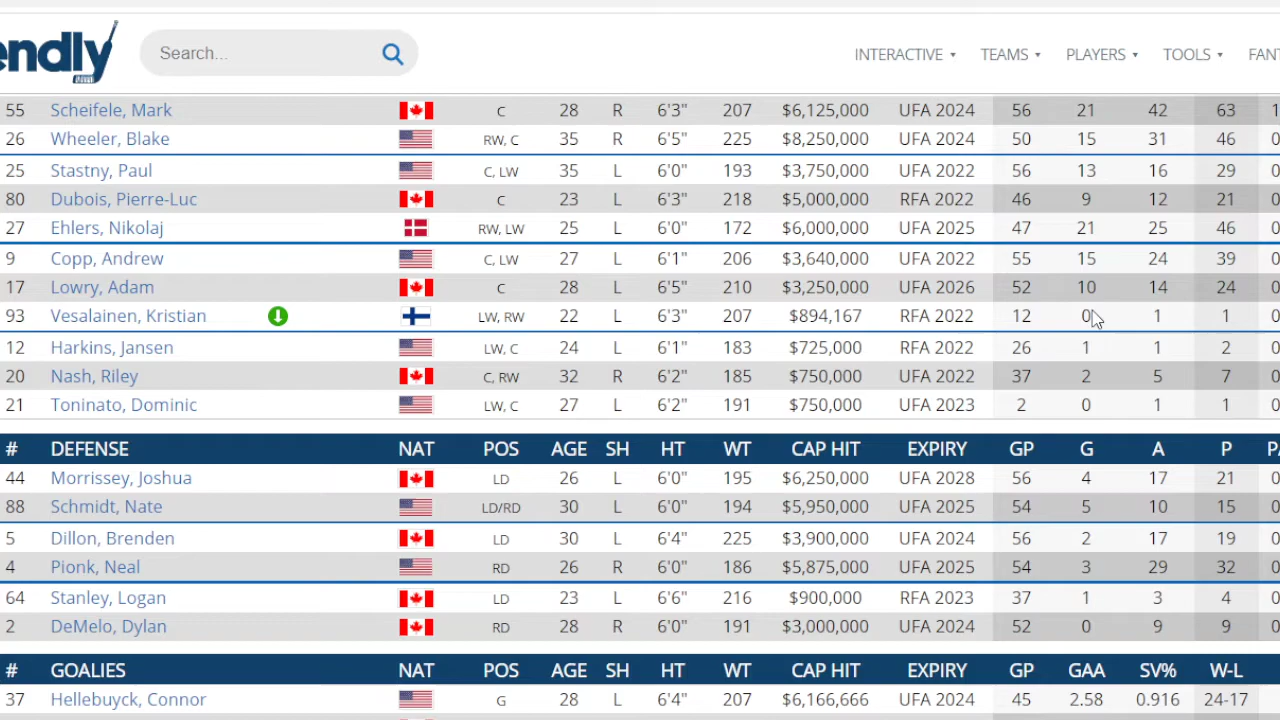 endly Search... INTERACTIVE TEAMS PLAYERS TOOLS FANT
55 Scheifele, Mark C 28 R 6'3" 207 $6,125,000 UFA 2024 56 21 42 63
26 Wheeler, Blake RW, C 35 R 6'5" 225 $8,250,000 UFA 2024 50 15 31 46
25 Stastny, Paul C, LW 35 L 6'0" 193 $3,750,000 UFA 2022 56 13 16 29 0
80 Dubois, Pierre-Luc C 23 L 6'3" 218 $5,000,000 RFA 2022 46 9 12 21 0
27 Ehlers, Nikolaj RW, LW 25 L 6'0" 172 $6,000,000 UFA 2025 47 21 25 46 0
9 Copp, Andrew C, LW 27 L 6'1" 206 $3,640,000 UFA 2022 55 15 24 39 0
17 Lowry, Adam C 28 L 6'5" 210 $3,250,000 UFA 2026 52 10 14 24 0
93 Vesalainen, Kristian LW, RW 22 L 6'3" 207 $894,167 RFA 2022 12 0 1 1 0
12 Harkins, Jansen LW, C 24 L 6'1" 183 $725,000 RFA 2022 26 1 1 2 0
20 Nash, Riley C, RW 32 R 6'2" 185 $750,000 UFA 2022 37 2 5 7 0
21 Toninato, Dominic LW, C 27 L 6'2" 191 $750,000 UFA 2023 2 0 1 1 0
# DEFENSE NAT POS AGE SH HT WT CAP HIT EXPIRY GP G A P
44 Morrissey, Joshua LD 26 L 6'0" 195 $6,250,000 UFA 2028 56 4 17 21 0
88 Schmidt, Nate LD/RD 30 L 6'0" 194 $5,950,000 UFA 2025 54 5 10 15 0
5 Dillon, Brenden LD 30 L 6'4" 225 $3,900,000 UFA 2024 56 2 17 19 0
4 Pionk, Neal RD 26 R 6'0" 186 $5,875,000 UFA 2025 54 3 29 32 0
64 Stanley, Logan LD 23 L 6'6" 216 $900,000 RFA 2023 37 1 3 4 0
2 DeMelo, Dylan RD 28 R 6'0" 191 $3,000,000 UFA 2024 52 0 9 9 0
# GOALIES NAT POS AGE SH HT WT CAP HIT EXPIRY GP GAA SV% W-L
37 Hellebuyck, Connor 28 L 6'4" 207 $6,166,666 UFA 2024 45 2.58 0.916 24-17